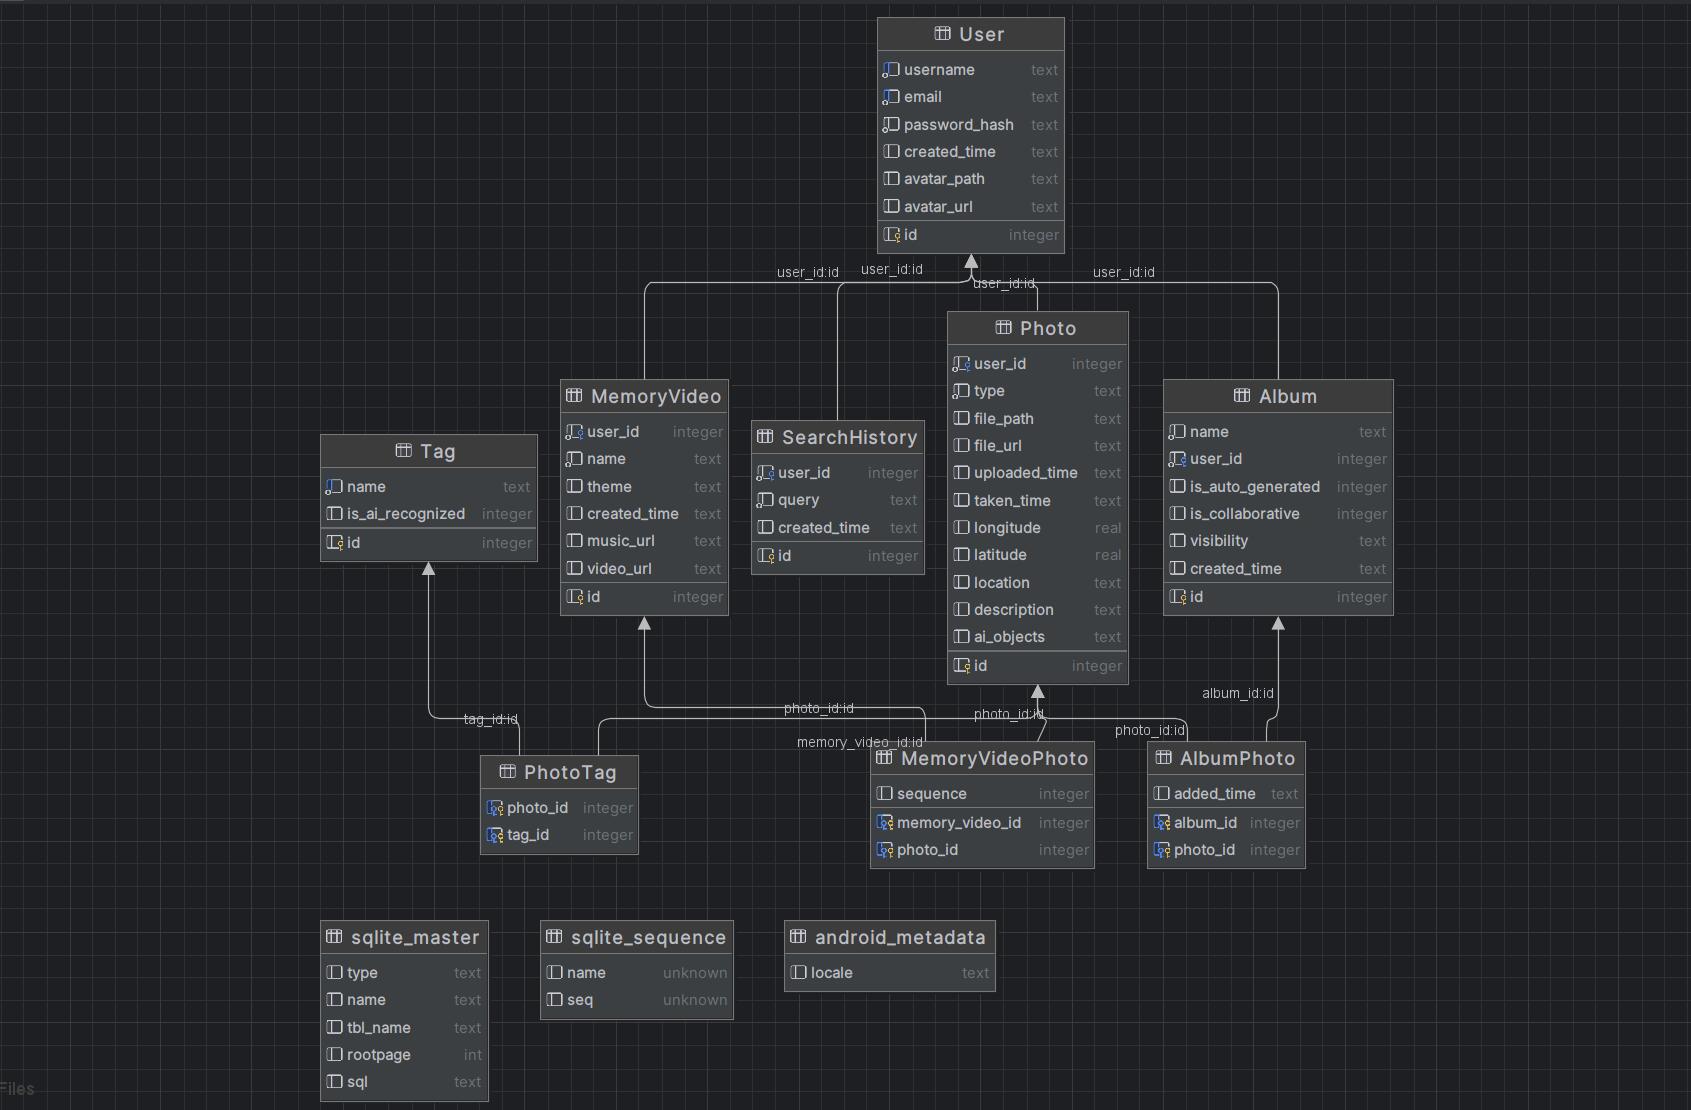 User
username text
email text
password_hash text
created_time text
avatar_path text
avatar_url text
id integer
user_id:id
user_id:id
user_id:id
user_id:id
Photo
user_id integer
type text
file_path text
file_url text
uploaded_time text
taken_time text
longitude real
latitude real
location text
description text
ai_objects text
id integer
MemoryVideo
user_id integer
name text
theme text
created_time text
music_url text
video_url text
id integer
Album
name text
user_id integer
is_auto_generated integer
is_collaborative integer
visibility text
created_time text
id integer
SearchHistory
user_id integer
query text
created_time text
id integer
Tag
name text
is_ai_recognized integer
id integer
album_id:id
photo_id:id
photo_id:id
tag_id:id
photo_id:id
memory_video_id:id
MemoryVideoPhoto
sequence integer
memory_video_id integer
photo_id integer
AlbumPhoto
added_time text
album_id integer
photo_id integer
PhotoTag
photo_id integer
tag_id integer
sqlite_master
type text
name text
tbl_name text
rootpage int
sql text
sqlite_sequence
name unknown
seq unknown
android_metadata
locale text
Files